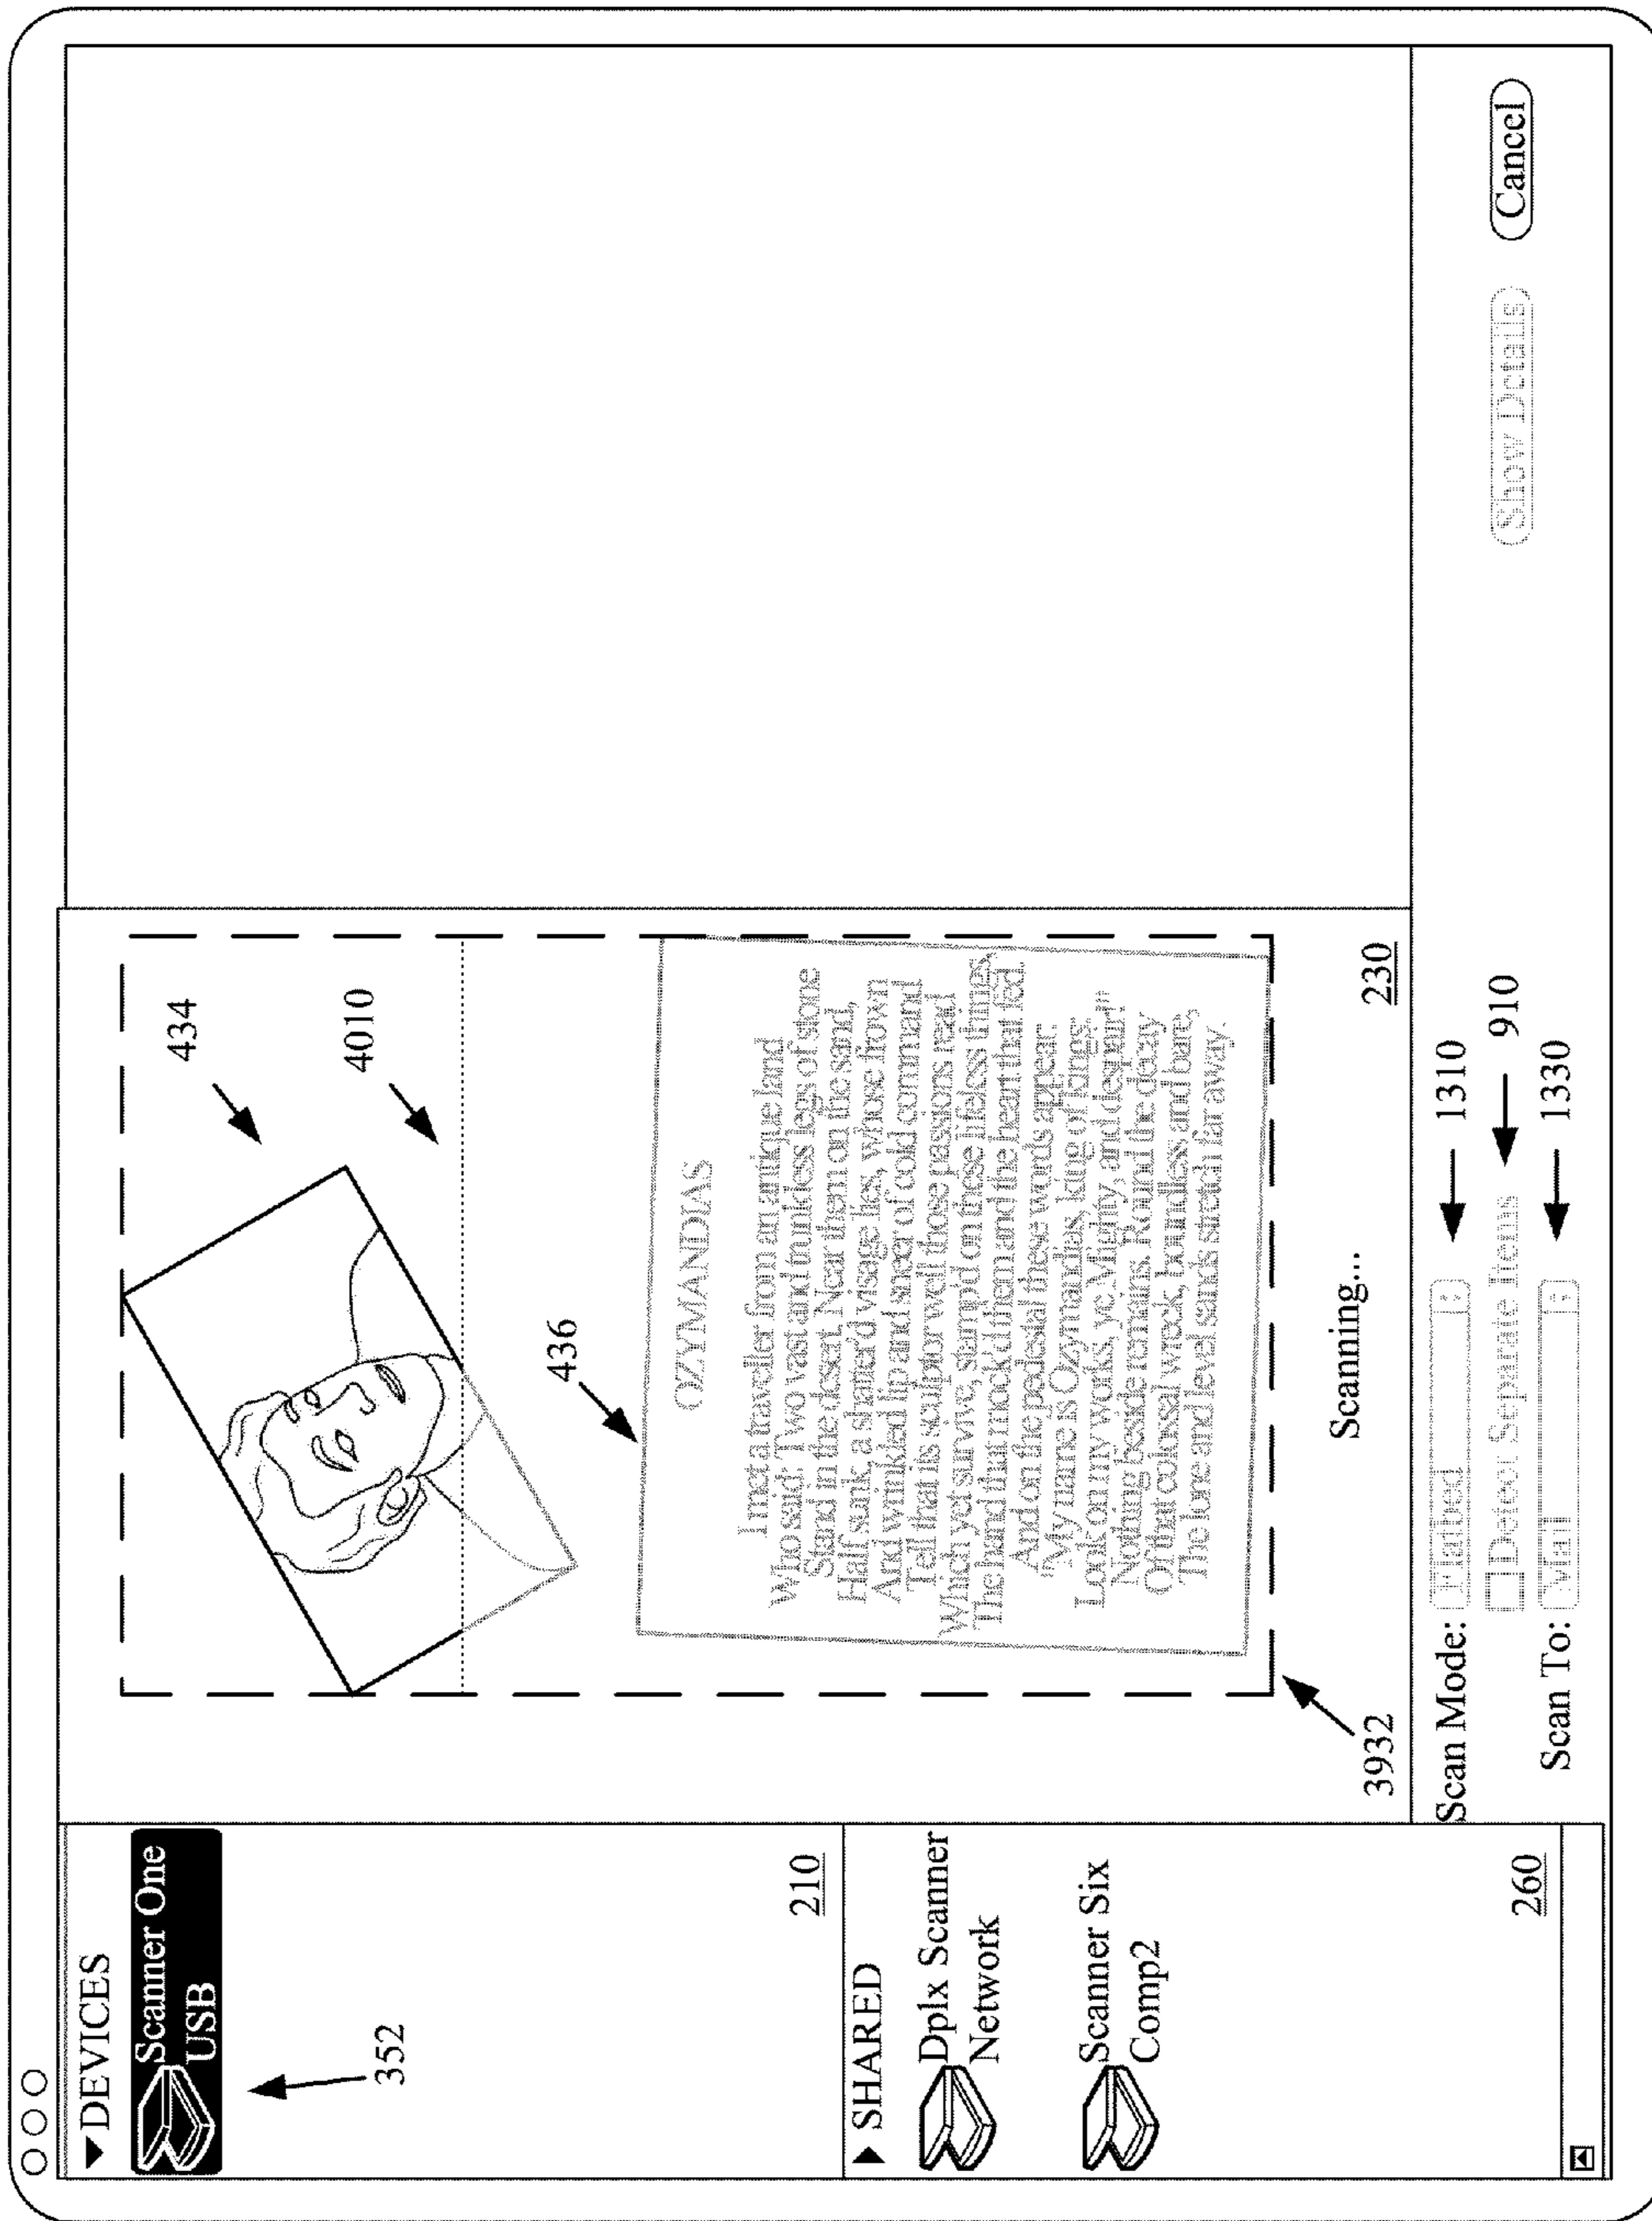 ▼DEVICES
Scanner One
USB
352
210
▶ SHARED
Dplx Scanner
Network
Scanner Six
Comp2
260
434
4010
436
OZYMANDIAS
I met a traveller from an antique land
Who said: Two vast and trunkless legs of stone
Stand in the desert. Near them on the sand,
Half sunk, a shatter'd visage lies, whose frown
And wrinkled lip and sneer of cold command
Tell that its sculptor well those passions read
Which yet survive, stamp'd on these lifeless things,
The hand that mock'd them and the heart that fed.
And on the pedestal these words appear:
"My name is Ozymandias, king of kings:
Look on my works, ye Mighty, and despair!"
Nothing beside remains. Round the decay
Of that colossal wreck, boundless and bare,
The lone and level sands stretch far away.
3932
Scanning...
230
Scan Mode: Flatbed 1310
Detect Separate Items 910
Scan To: Mail 1330
Show Details
Cancel